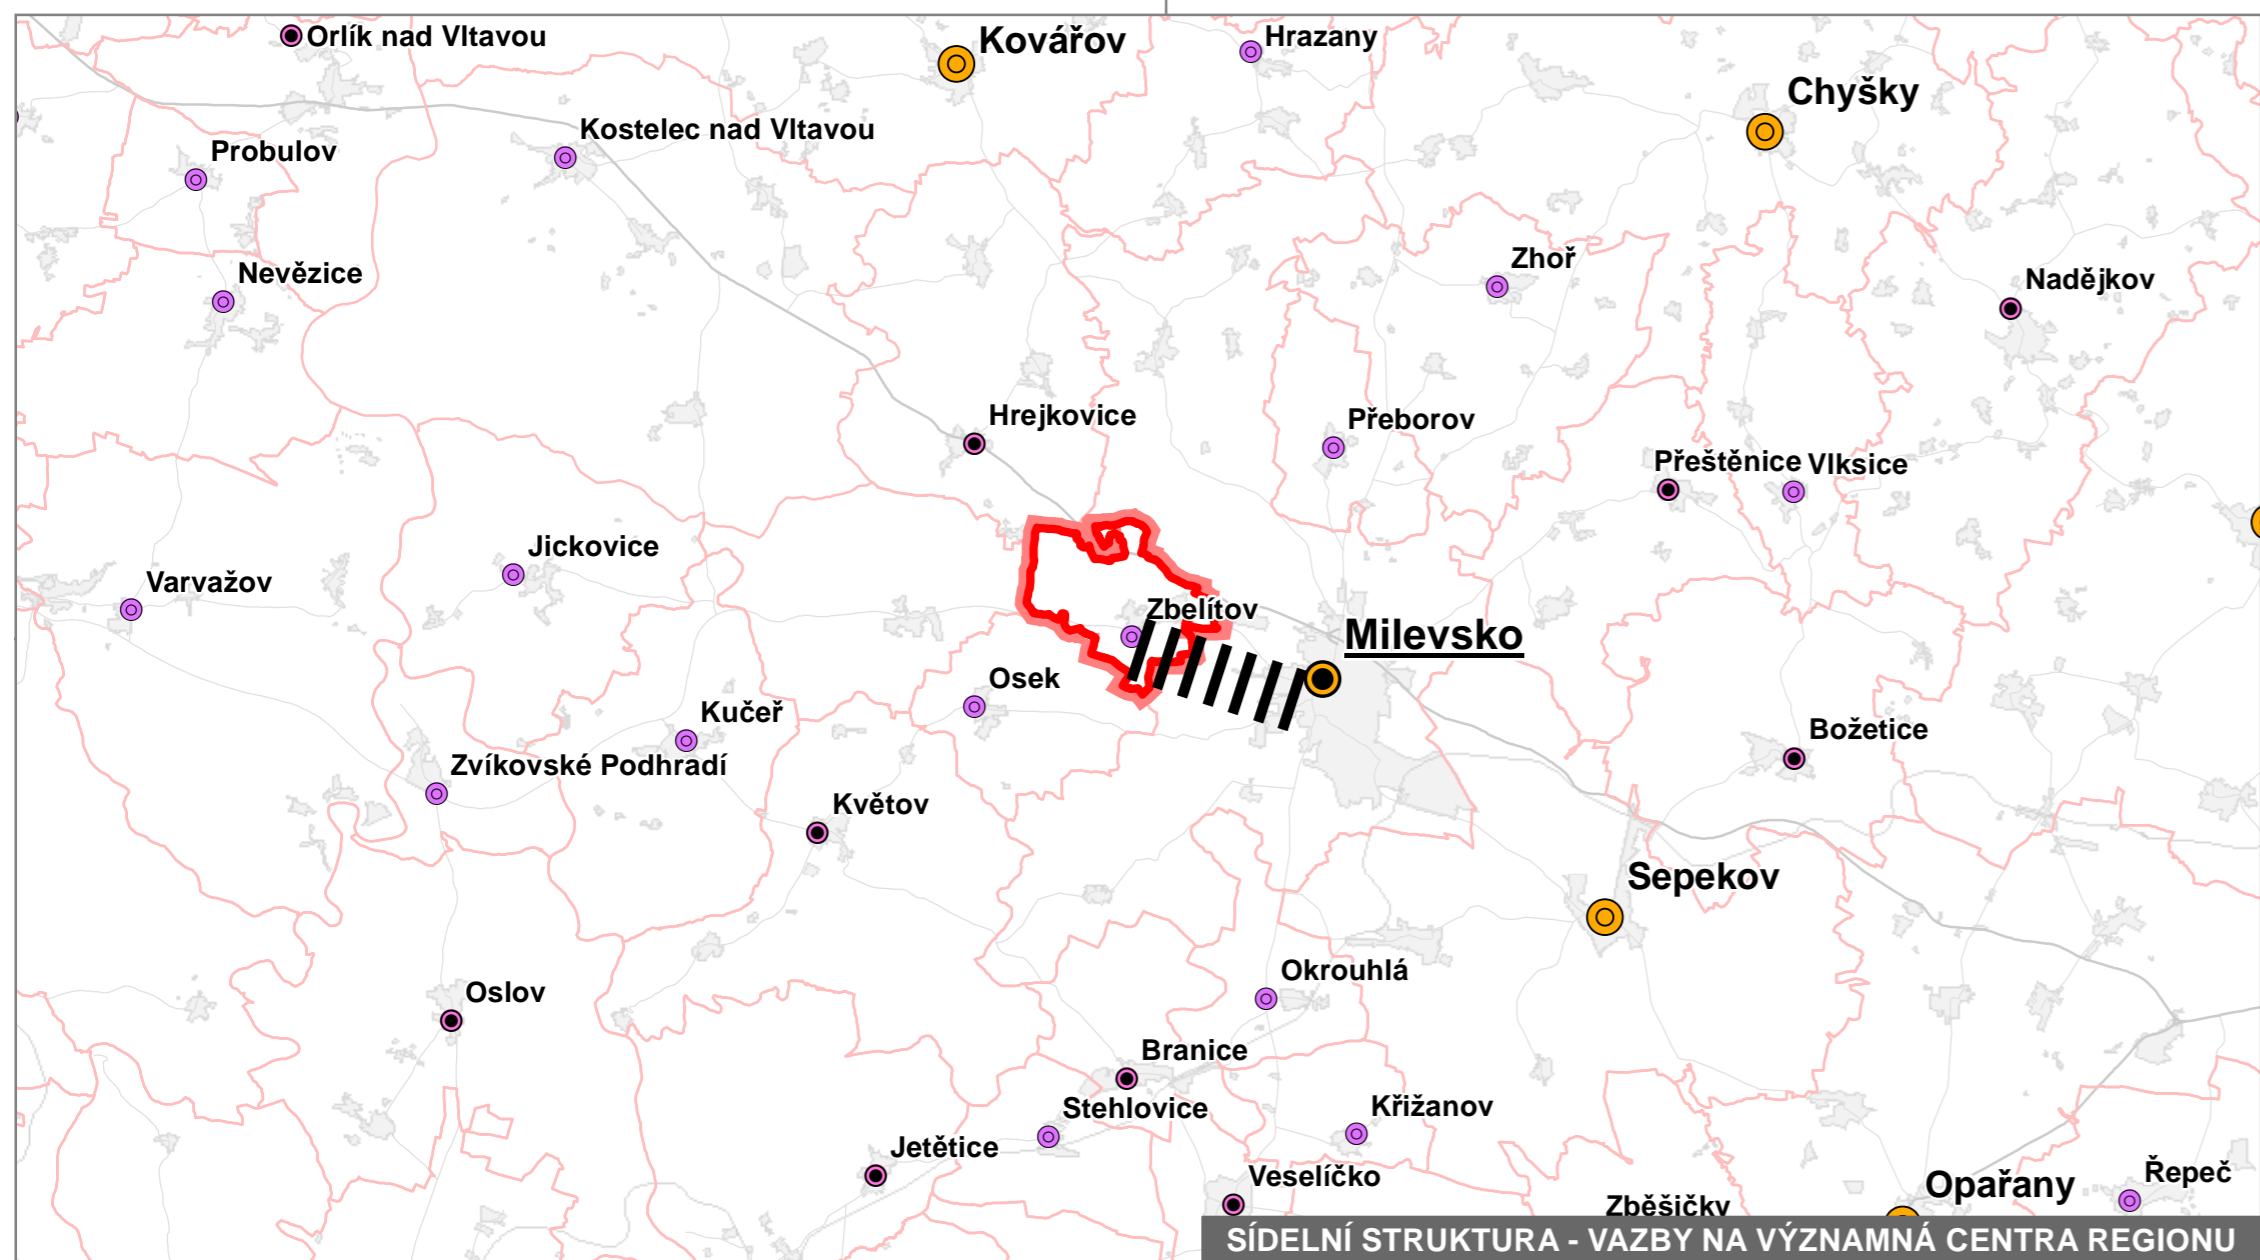 Orlík nad Vltavou
Kovářov
Hrazany
Chyšky
Kostelec nad Vltavou
Probulov
Zhoř
Nevězice
Nadějkov
Hrejkovice
Přeborov
Přeštěnice
Vlksice
Jickovice
Varvažov
Zbelítov
Milevsko
Osek
Kučeř
Božetice
Zvíkovské Podhradí
Květov
Sepekov
Okrouhlá
Oslov
Branice
Stehlovice
Křižanov
Jetětice
Veselíčko
Řepeč
Opařany
Zběšičky
SÍDELNÍ STRUKTURA - VAZBY NA VÝZNAMNÁ CENTRA REGIONU